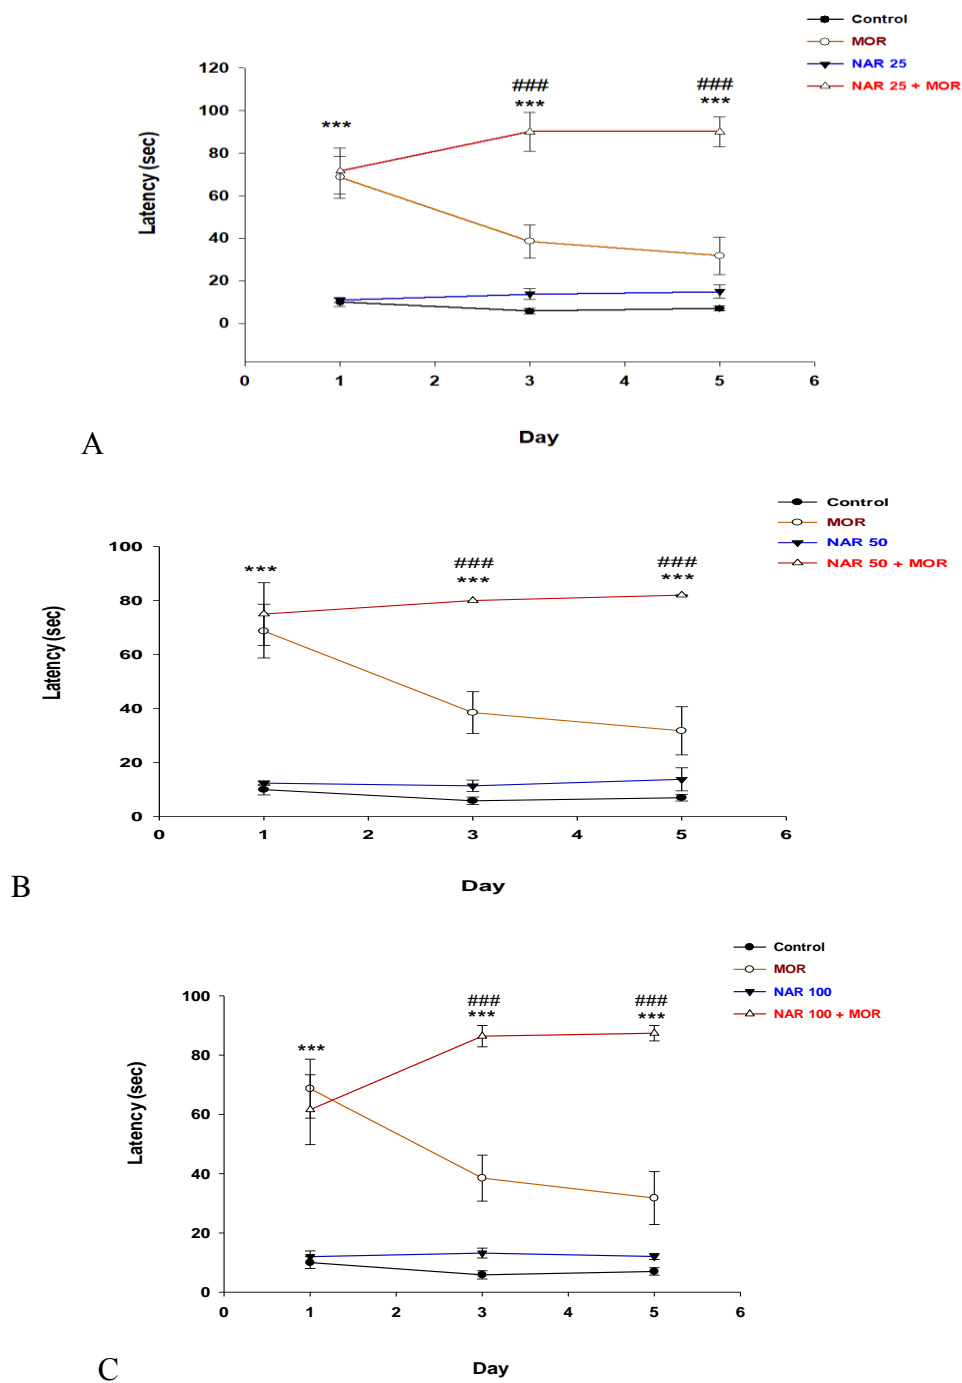 Control
MOR
NAR 25
NAR 25 + MOR
120
100
80
60
40
20
0
Latency (sec)
***
###
***
###
***
0 1 2 3 4 5 6
Day
A
Control
MOR
NAR 50
NAR 50 + MOR
100
80
60
40
20
0
Latency (sec)
***
###
***
###
***
0 1 2 3 4 5 6
Day
B
Control
MOR
NAR 100
NAR 100 + MOR
100
80
60
40
20
0
Latency (sec)
***
###
***
###
***
0 1 2 3 4 5 6
Day
C